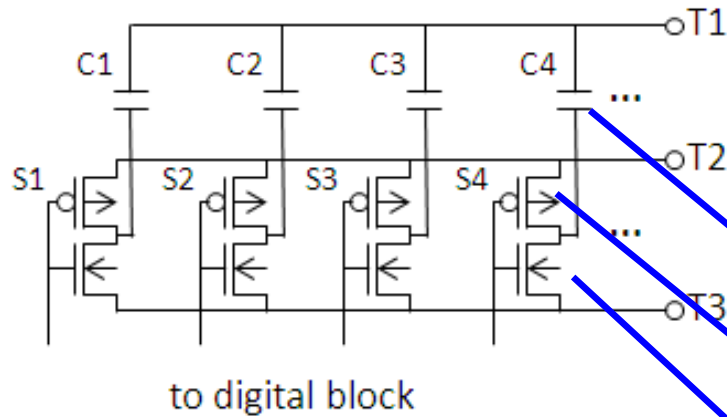 T1
C1 C2 C3 C4
...
T2
S1 S2 S3 S4
...
T3
to digital block